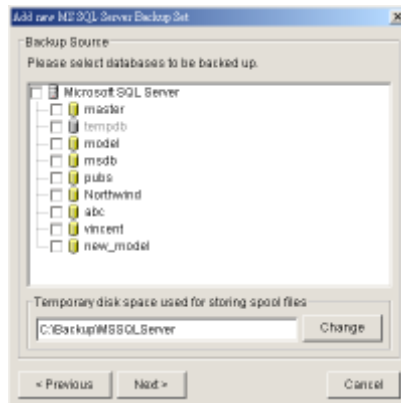 Add new MS SQL Server Backup Set
Backup Source
Please select databases to be backed up.
Microsoft SQL Server
master
tempdb
model
msdb
pubs
Northwind
abc
vincent
new_model
Temporary disk space used for storing spool files
C:\Backup\MSSQLServer
Change
< Previous
Next >
Cancel